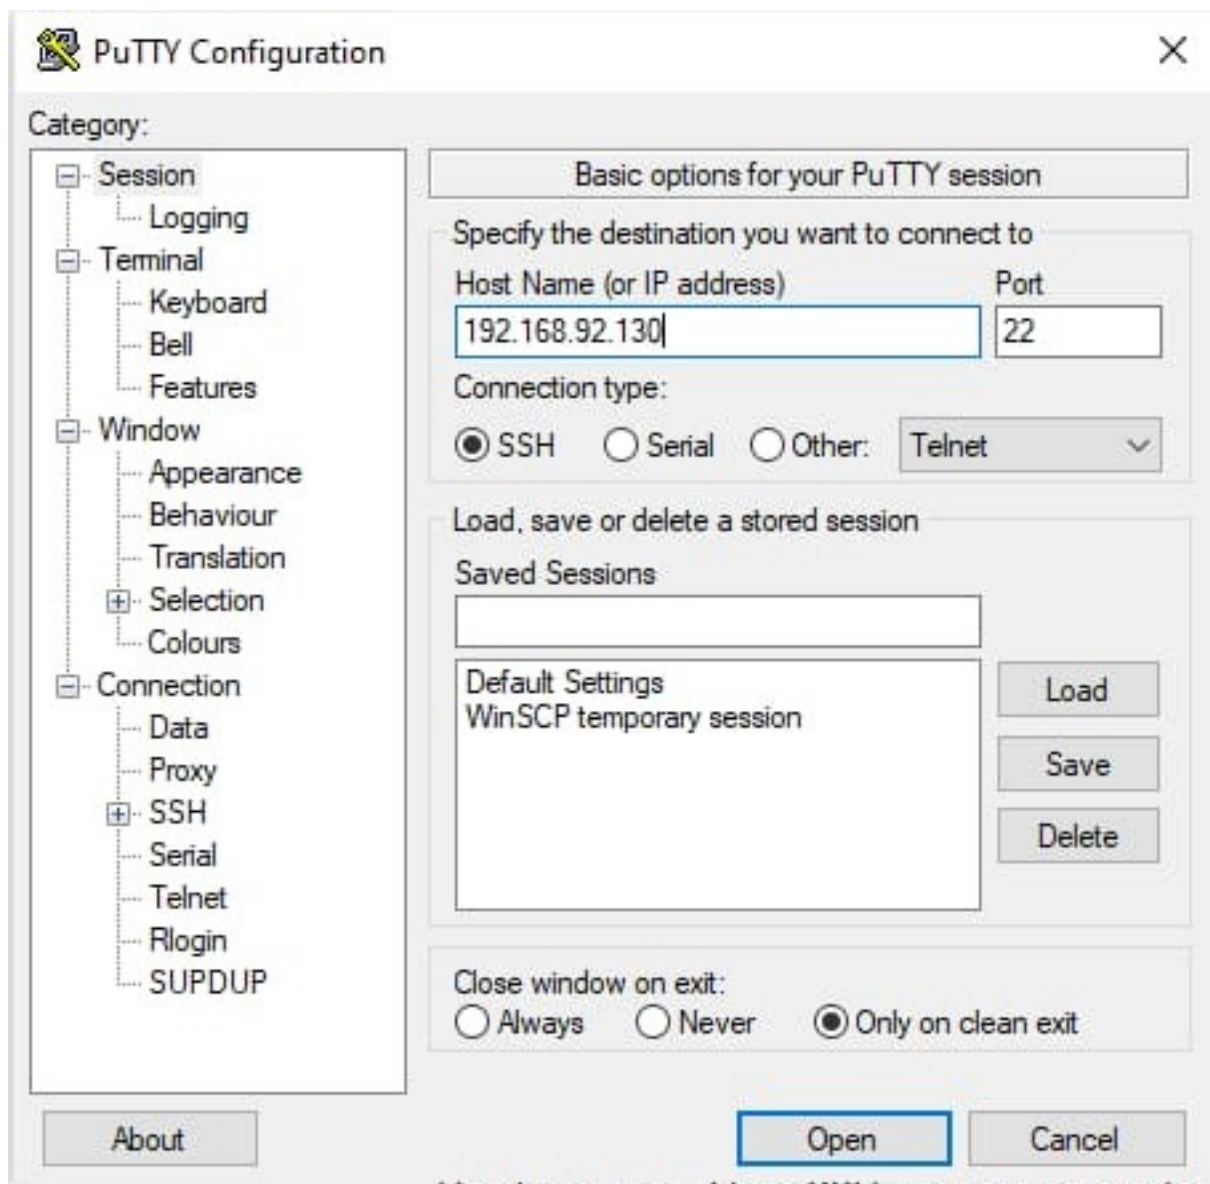 PuTTY Configuration
Category:
Session
Logging
Terminal
Keyboard
Bell
Features
Window
Appearance
Behaviour
Translation
Selection
Colours
Connection
Data
Proxy
SSH
Serial
Telnet
Rlogin
SUPDUP
Basic options for your PuTTY session
Specify the destination you want to connect to
Host Name (or IP address) Port
192.168.92.130 22
Connection type:
SSH Serial Other: Telnet
Load, save or delete a stored session
Saved Sessions
Default Settings
WinSCP temporary session
Load
Save
Delete
Close window on exit:
Always Never Only on clean exit
About Open Cancel